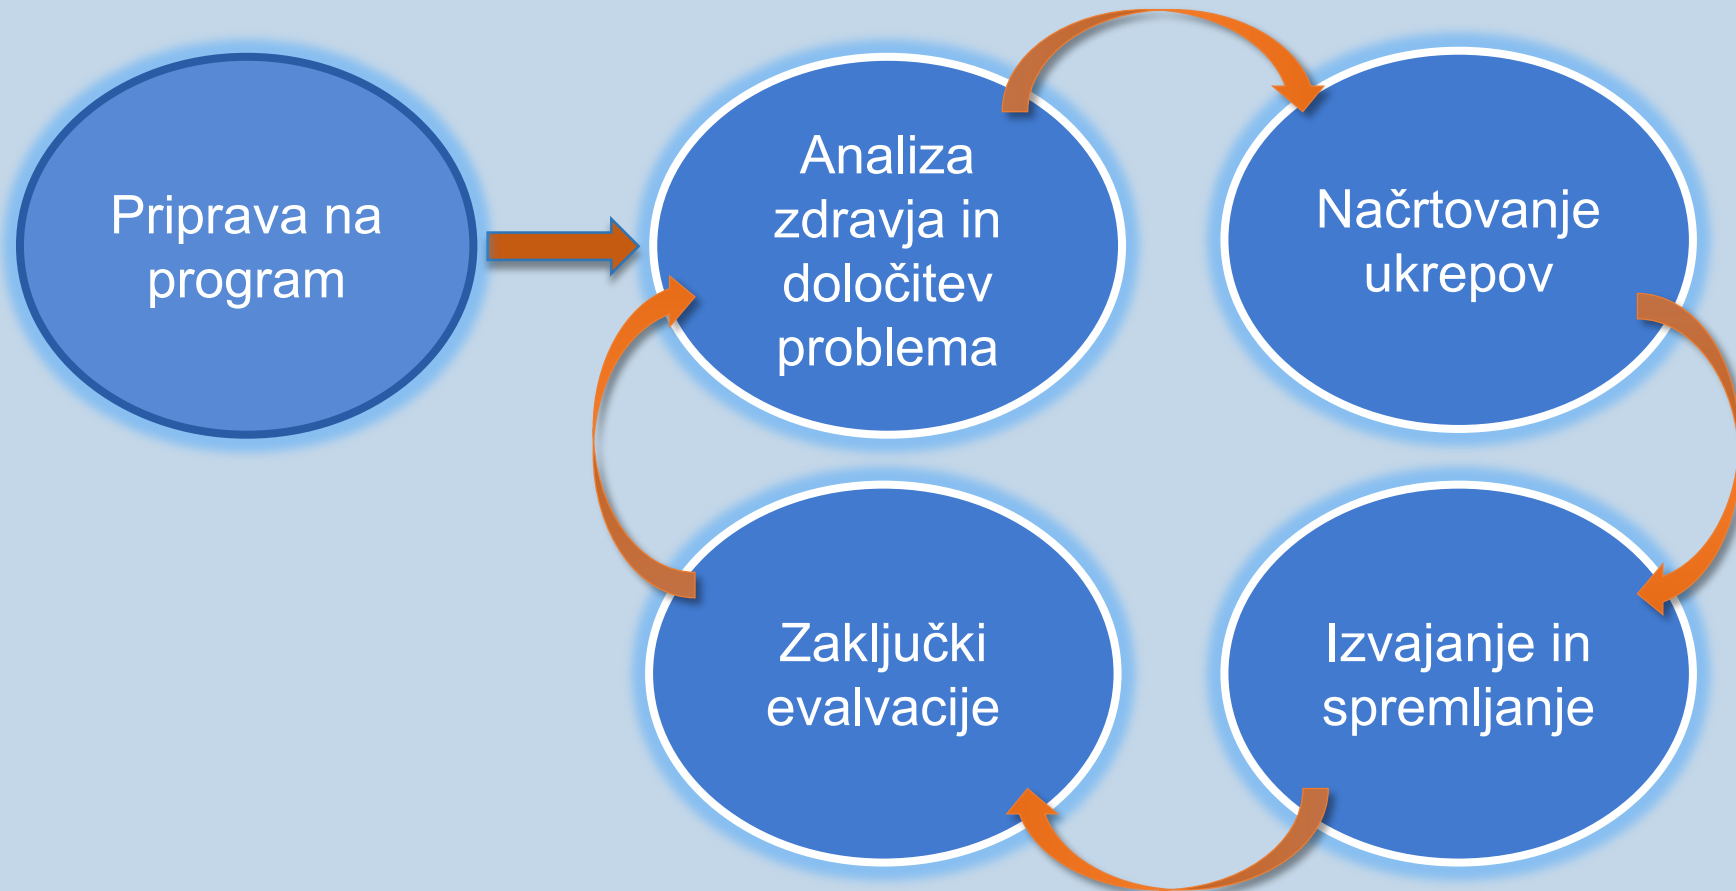 Priprava na
program
Analiza
zdravja in
določitev
problema
Načrtovanje
ukrepov
Zaključki
evalvacije
Izvajanje in
spremljanje